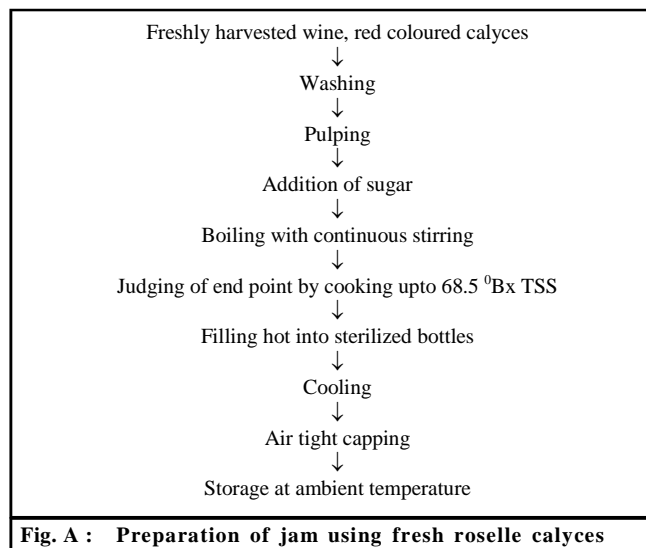 Freshly harvested wine, red coloured calyces
↓
Washing
↓
Pulping
↓
Addition of sugar
↓
Boiling with continuous stirring
↓
Judging of end point by cooking upto 68.5 ⁰Bx TSS
↓
Filling hot into sterilized bottles
↓
Cooling
↓
Air tight capping
↓
Storage at ambient temperature
Fig. A : Preparation of jam using fresh roselle calyces